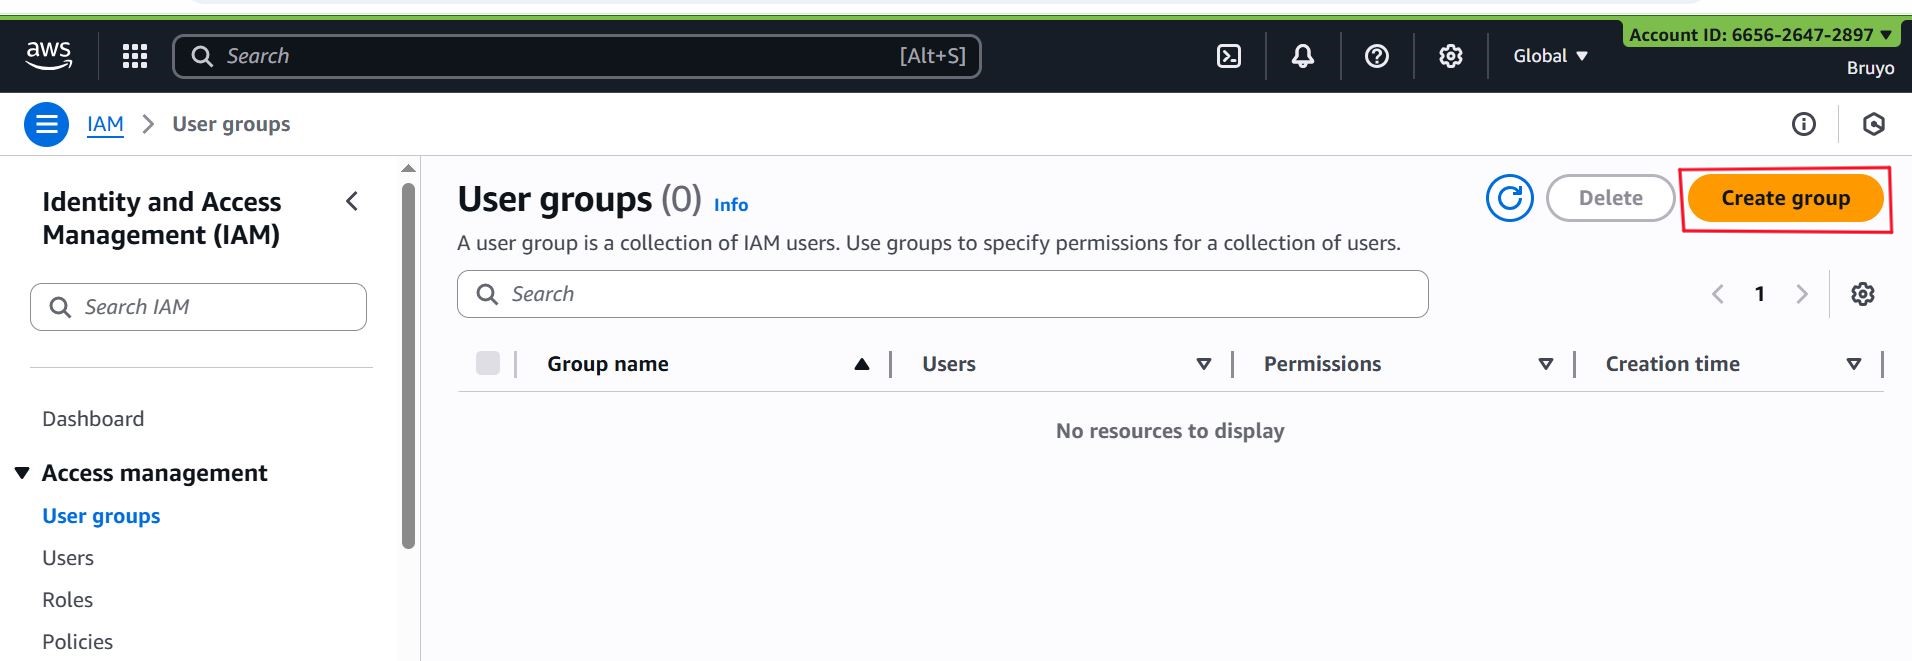 aws
Search [Alt+S]
Global
Account ID: 6656-2647-2897
Bruyo
IAM > User groups
Identity and Access
Management (IAM)
Search IAM
Dashboard
Access management
User groups
Users
Roles
Policies
User groups (0) Info
Delete
Create group
A user group is a collection of IAM users. Use groups to specify permissions for a collection of users.
Search
1
Group name Users Permissions Creation time
No resources to display